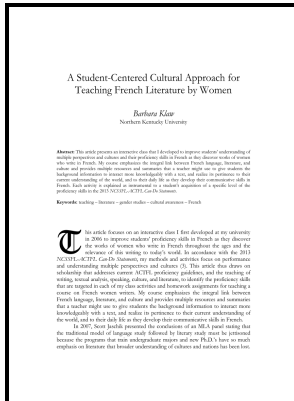 A Student-Centered Cultural Approach for
Teaching French Literature by Women
Barbara Klaw
Northern Kentucky University
Abstract: This article presents an interactive class that I developed to improve students' understanding of
multiple perspectives and cultures and their proficiency skills in French as they discover works of women
who write in French. My course emphasizes the integral link between French language, literature, and
culture and provides multiple resources and summaries that a teacher might use to give students the
background information to interact more knowledgeably with a text, and realize its pertinence to their
current understanding of the world, and to their daily life as they develop their communicative skills in French.
Each activity is explained as instrumental to a student's acquisition of a specific level of the
proficiency skills in the 2013 NCSSFL-ACTFL Can-Do Statements.
Keywords: teaching – literature – gender studies – cultural awareness – French
This article focuses on an interactive class I first developed at my university
in 2006 to improve students' proficiency skills in French as they discover
the works of women who write in French throughout the ages and the
relevance of this writing to today's world. In accordance with the 2013
NCSSFL-ACTFL Can-Do Statements, my methods and activities focus on performance
and understanding multiple perspectives and cultures (3). This article thus draws on
scholarship that addresses current ACTFL proficiency guidelines, and the teaching of
writing, textual analysis, speaking, culture, and literature, to identify the proficiency skills
that are targeted in each of my class activities and homework assignments for teaching a
course on French women writers. My course emphasizes the integral link between
French language, literature, and culture and provides multiple resources and summaries
that a teacher might use to give students the background information to interact more
knowledgeably with a text, and realize its pertinence to their current understanding of
the world, and to their daily life as they develop their communicative skills in French.
In 2007, Scott Jaschik presented the conclusions of an MLA panel stating that
the traditional model of language study followed by literary study must be jettisoned
because the programs that train undergraduate majors and new Ph.D.'s have so much
emphasis on literature that broader understanding of cultures and nations has been lost.